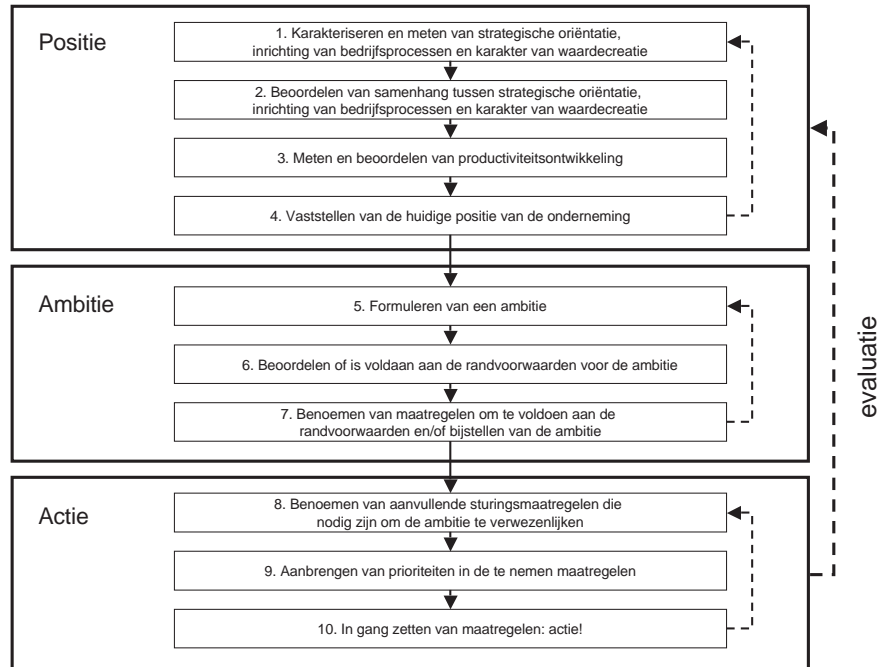 Positie
1. Karakteriseren en meten van strategische oriëntatie,
inrichting van bedrijfsprocessen en karakter van waardecreatie
2. Beoordelen van samenhang tussen strategische oriëntatie,
inrichting van bedrijfsprocessen en karakter van waardecreatie
3. Meten en beoordelen van productiviteitsontwikkeling
4. Vaststellen van de huidige positie van de onderneming
Ambitie
5. Formuleren van een ambitie
6. Beoordelen of is voldaan aan de randvoorwaarden voor de ambitie
7. Benoemen van maatregelen om te voldoen aan de
randvoorwaarden en/of bijstellen van de ambitie
Actie
8. Benoemen van aanvullende sturingsmaatregelen die
nodig zijn om de ambitie te verwezenlijken
9. Aanbrengen van prioriteiten in de te nemen maatregelen
10. In gang zetten van maatregelen: actie!
evaluatie